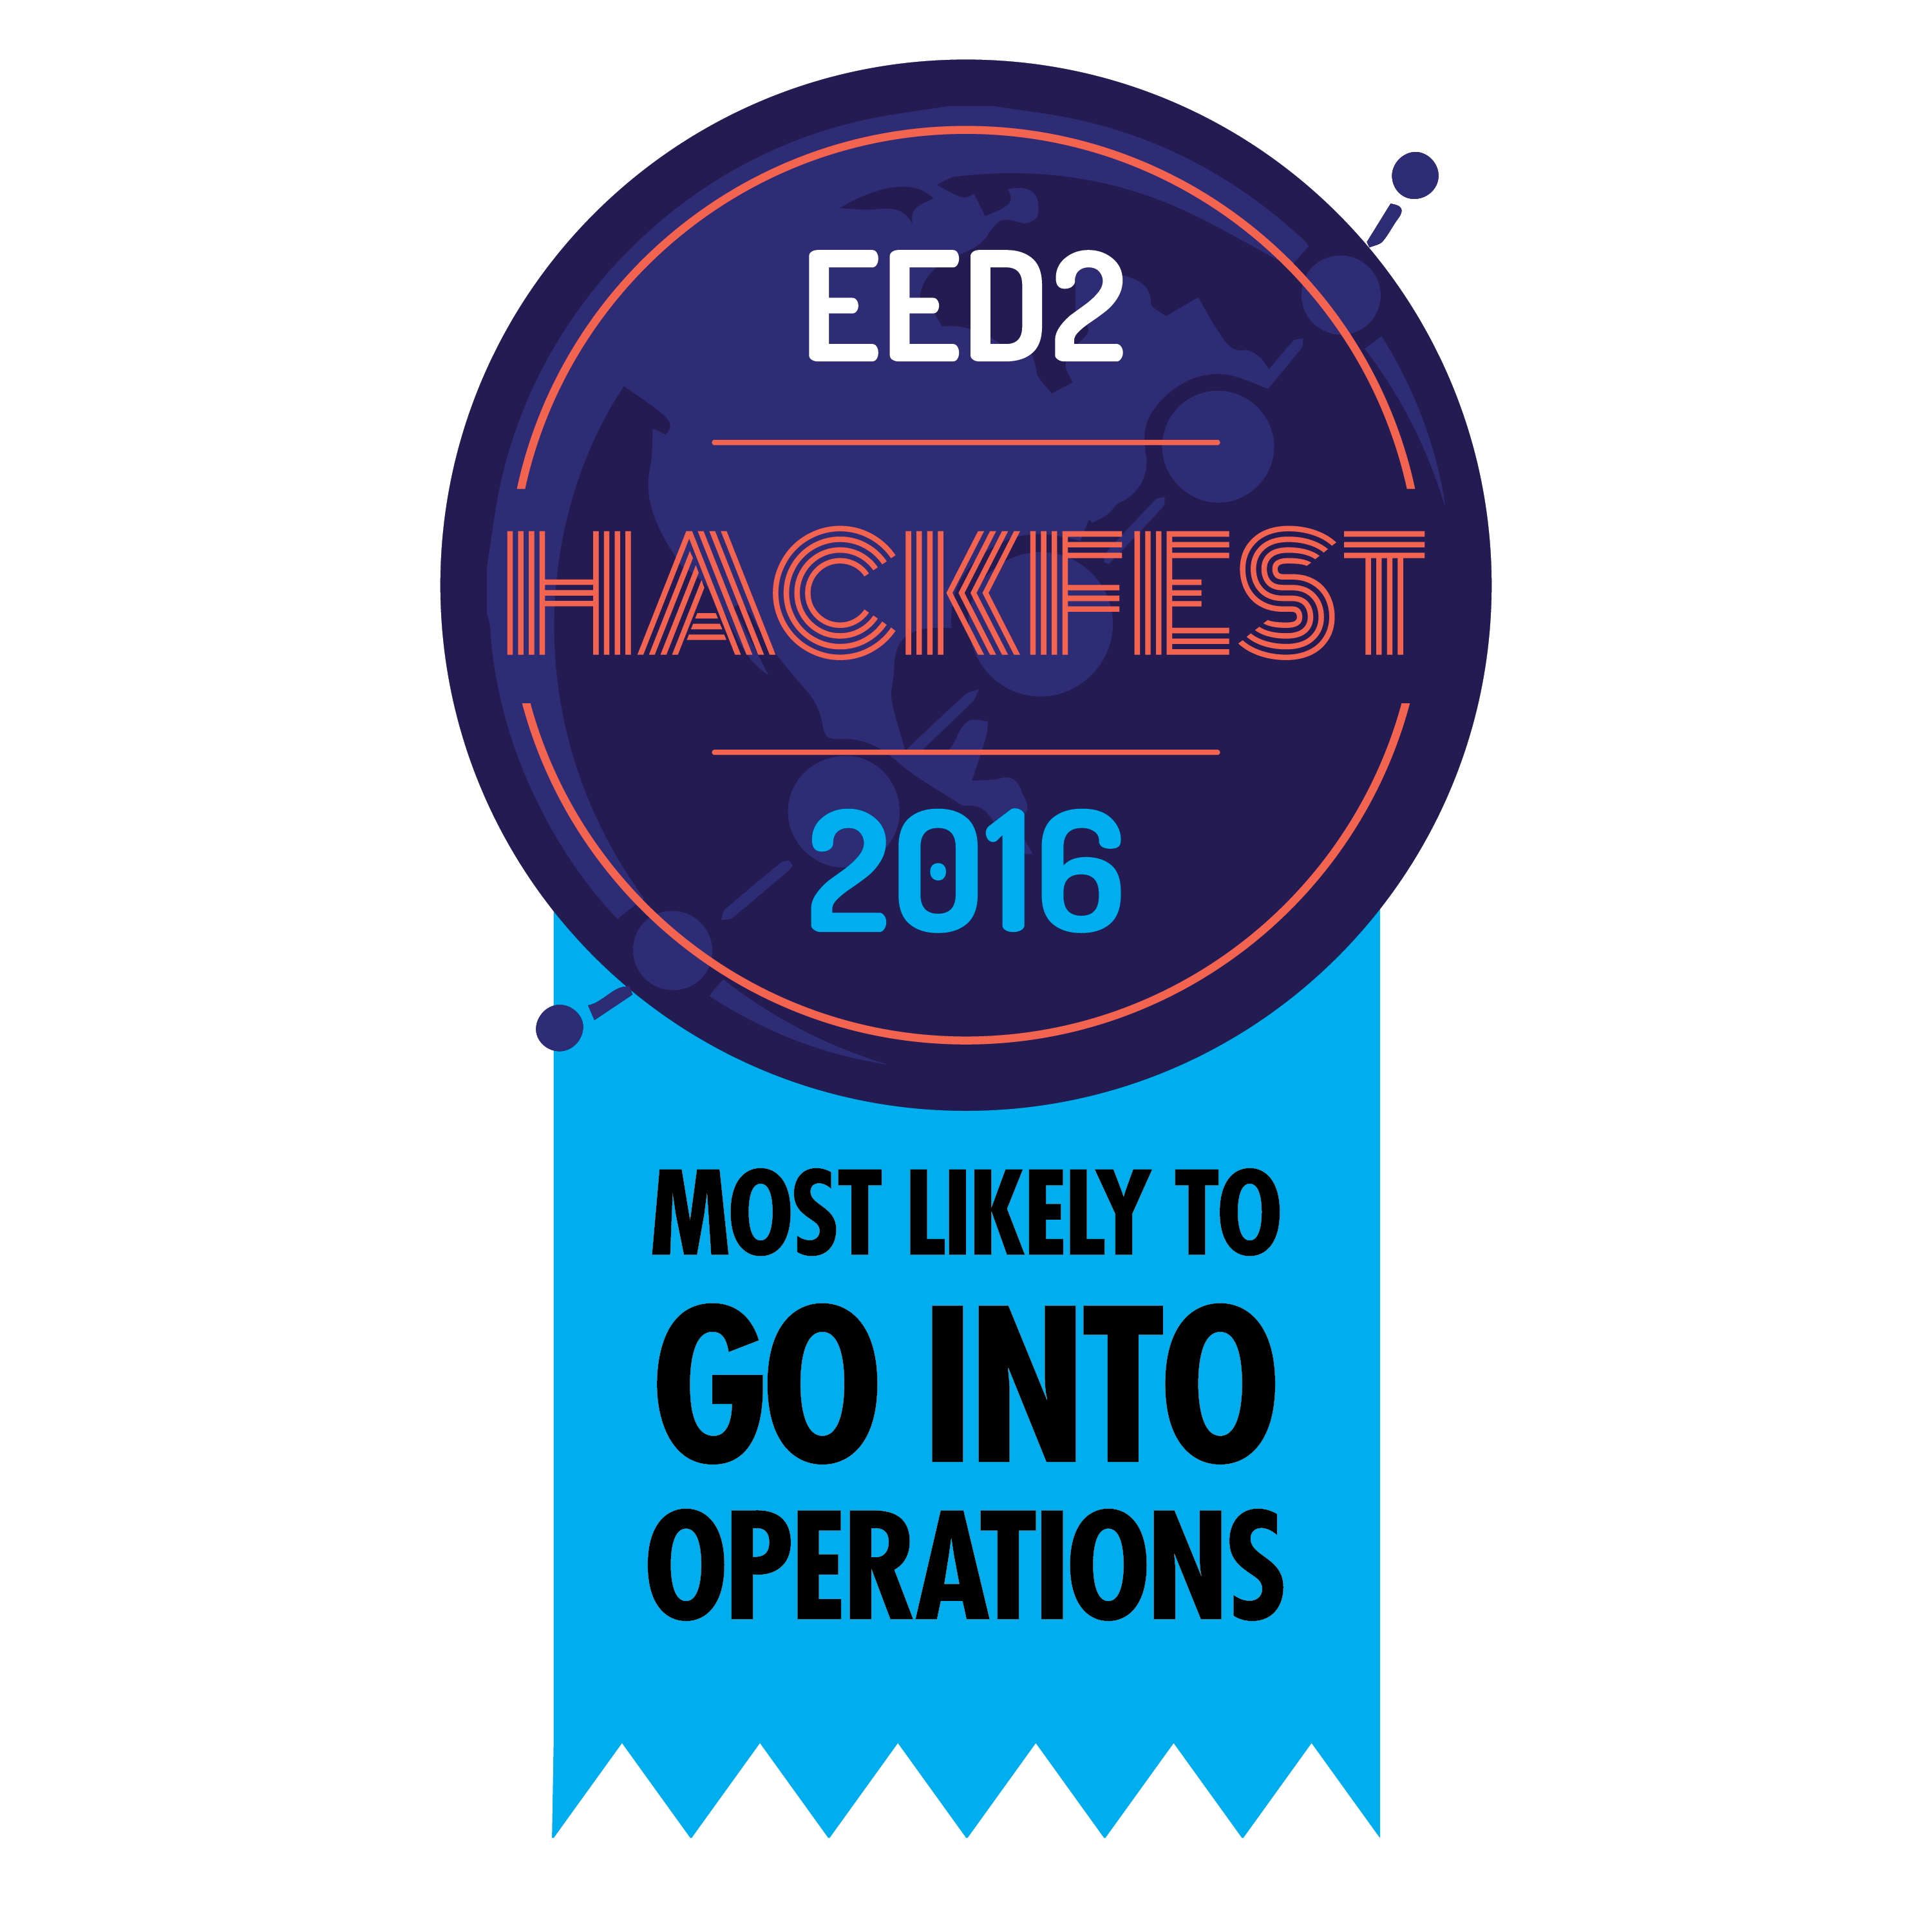 EED2
HACKFEST
2016
MOST LIKELY TO
GO INTO
OPERATIONS